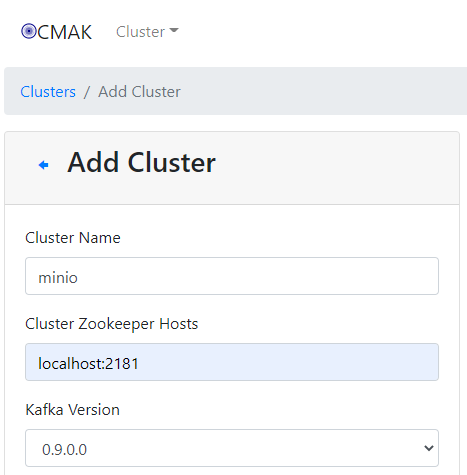 CMAK Cluster
Clusters / Add Cluster
Add Cluster
Cluster Name
minio
Cluster Zookeeper Hosts
localhost:2181
Kafka Version
0.9.0.0